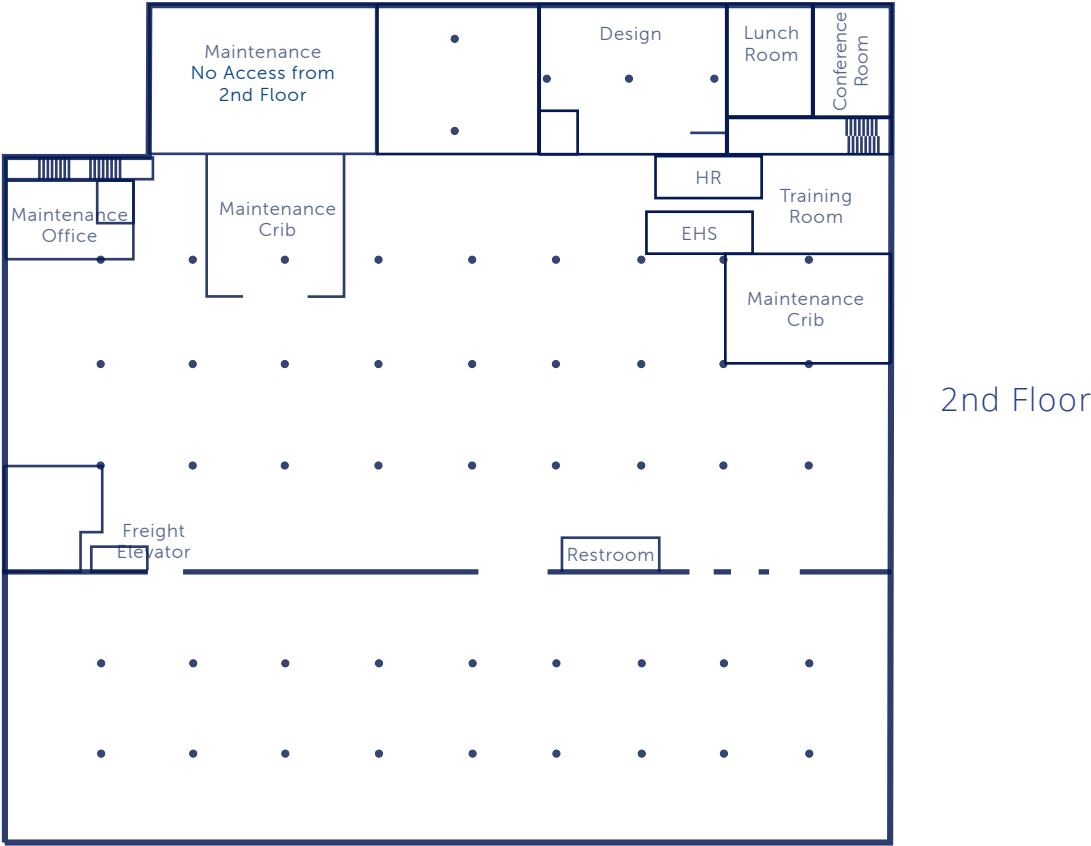 Maintenance
No Access from
2nd Floor
Design
Lunch
Room
Conference
Room
Maintenance
Office
Maintenance
Crib
HR
EHS
Training
Room
Maintenance
Crib
2nd Floor
Freight
Elevator
Restroom